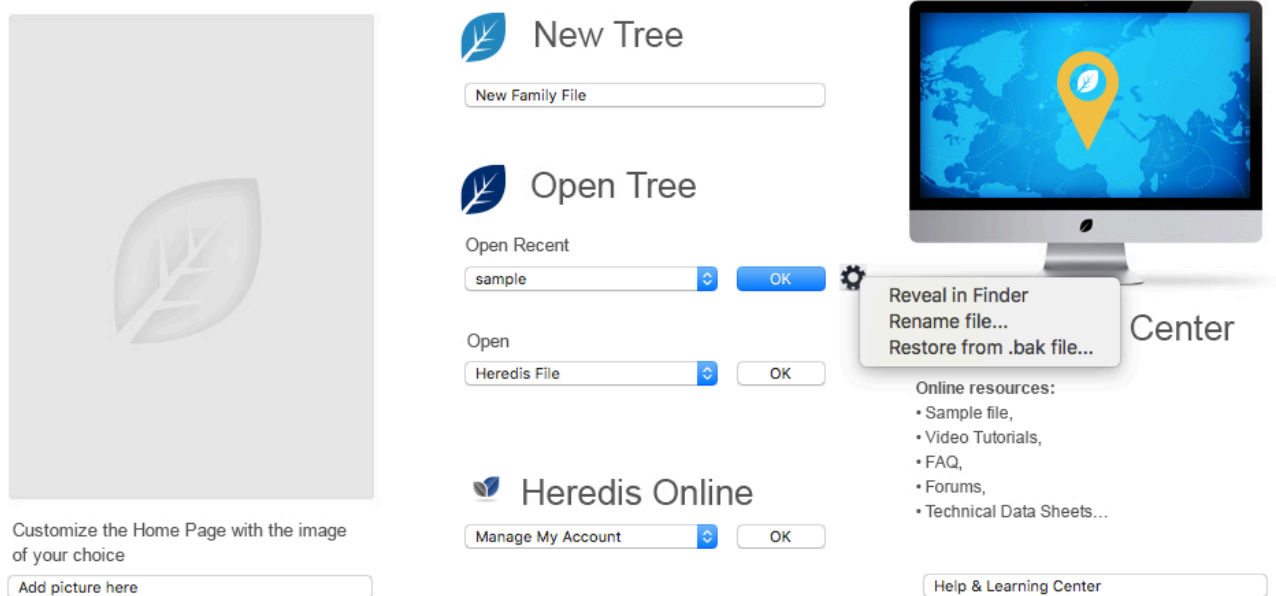 Customize the Home Page with the image
of your choice
Add picture here
New Tree
New Family File
Open Tree
Open Recent
sample
OK
Open
Heredis File
OK
Heredis Online
Manage My Account
OK
Reveal in Finder
Rename file...
Restore from .bak file...
Center
Online resources:
• Sample file,
• Video Tutorials,
• FAQ,
• Forums,
• Technical Data Sheets…
Help & Learning Center